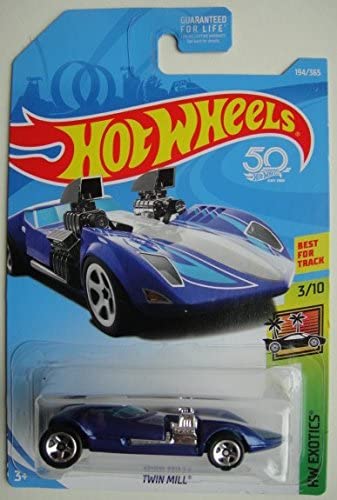 GUARANTEED
FOR LIFE
194/365
Hot Wheels
50
BEST
FOR
TRACK
3/10
HW EXOTICS
TWIN MILL
3+